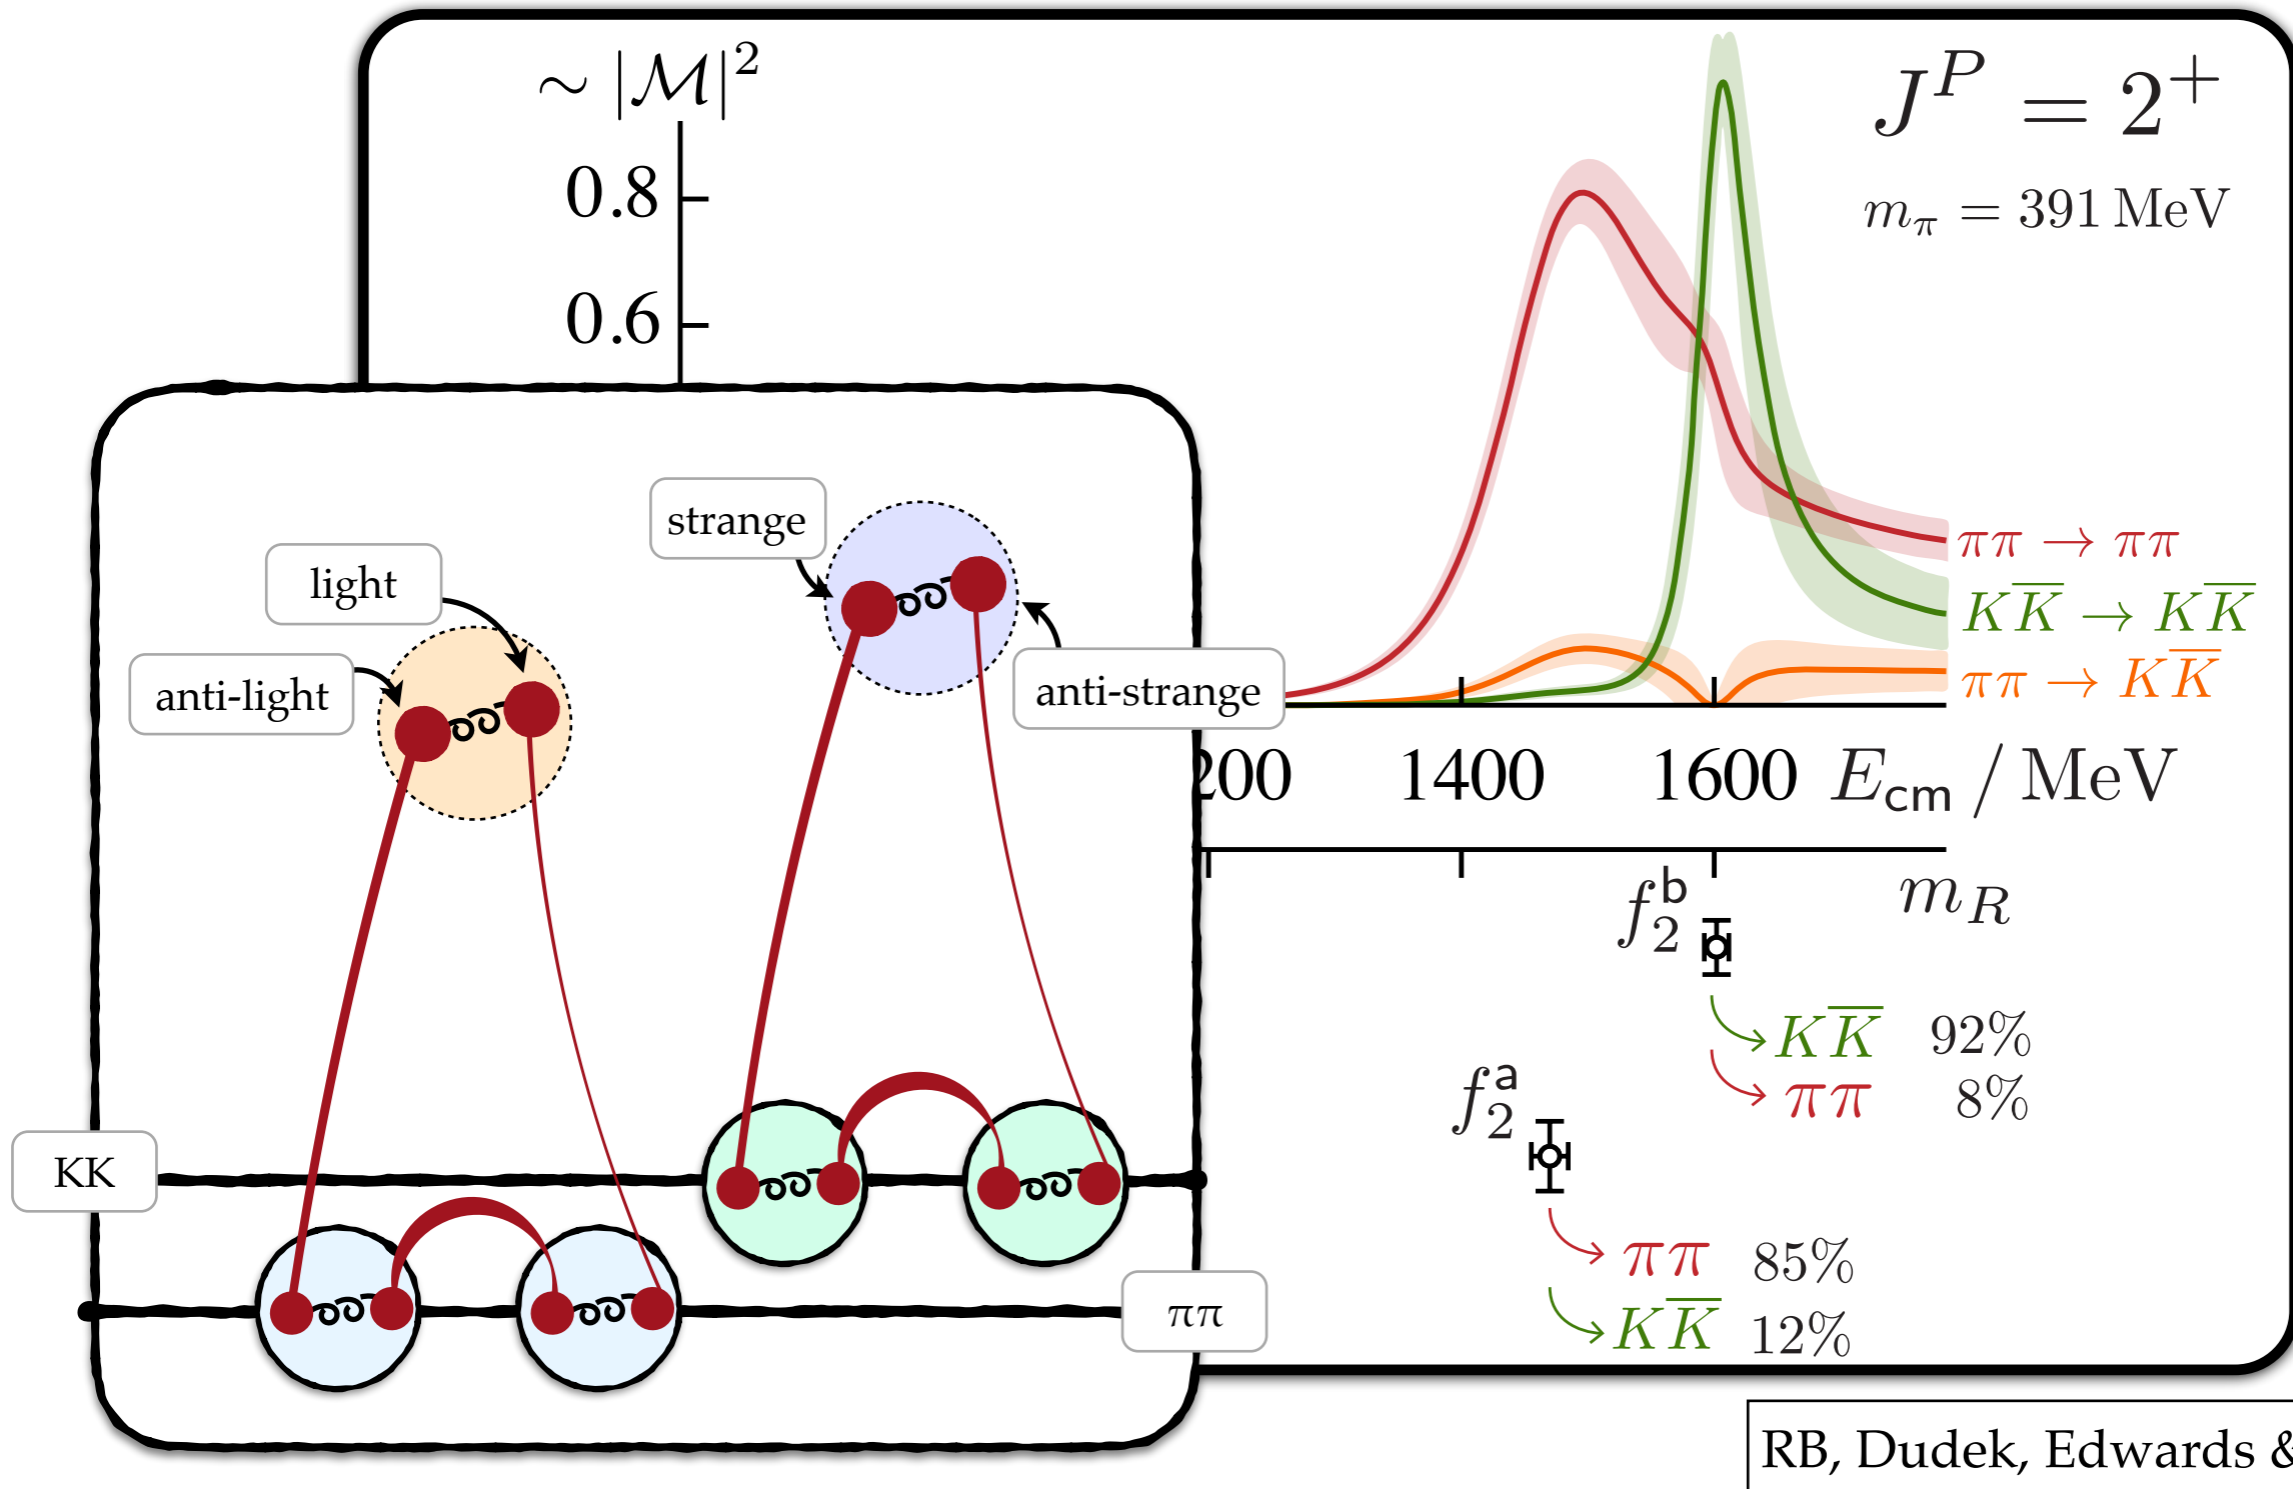 ∼ |ℳ|²
0.8
0.6
J^P = 2⁺
m_π = 391 MeV
strange
light
anti-light
anti-strange
ππ → ππ
KK̅ → KK̅
ππ → KK̅
200 1400 1600 E_cm / MeV
m_R
f₂ᵇ
KK̅ 92%
ππ 8%
f₂ᵃ
ππ 85%
KK̅ 12%
KK
ππ
RB, Dudek, Edwards &